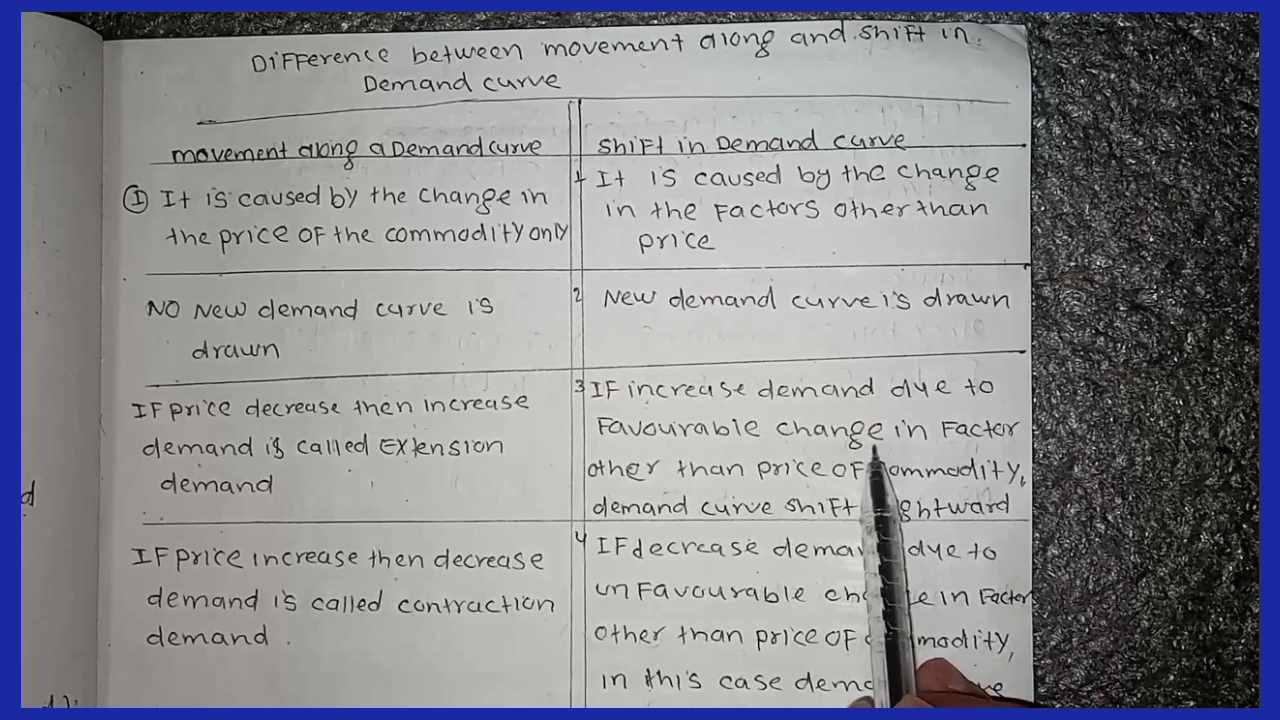 Difference between movement along and shift in
Demand curve
movement along a Demand curve
① It is caused by the change in
the price of the commodity only
No New demand curve is
drawn
If price decrease then increase
demand is called Extension
demand
If price increase then decrease
demand is called contraction
demand.
Shift in Demand curve
1 It is caused by the change
in the Factors other than
price
2 New demand curve is drawn
3 If increase demand due to
Favourable change in Factor
other than price of commodity,
demand curve shift
4 If decrease demand due to
unfavourable change in Factor
other than price of commodity,
in this case
d